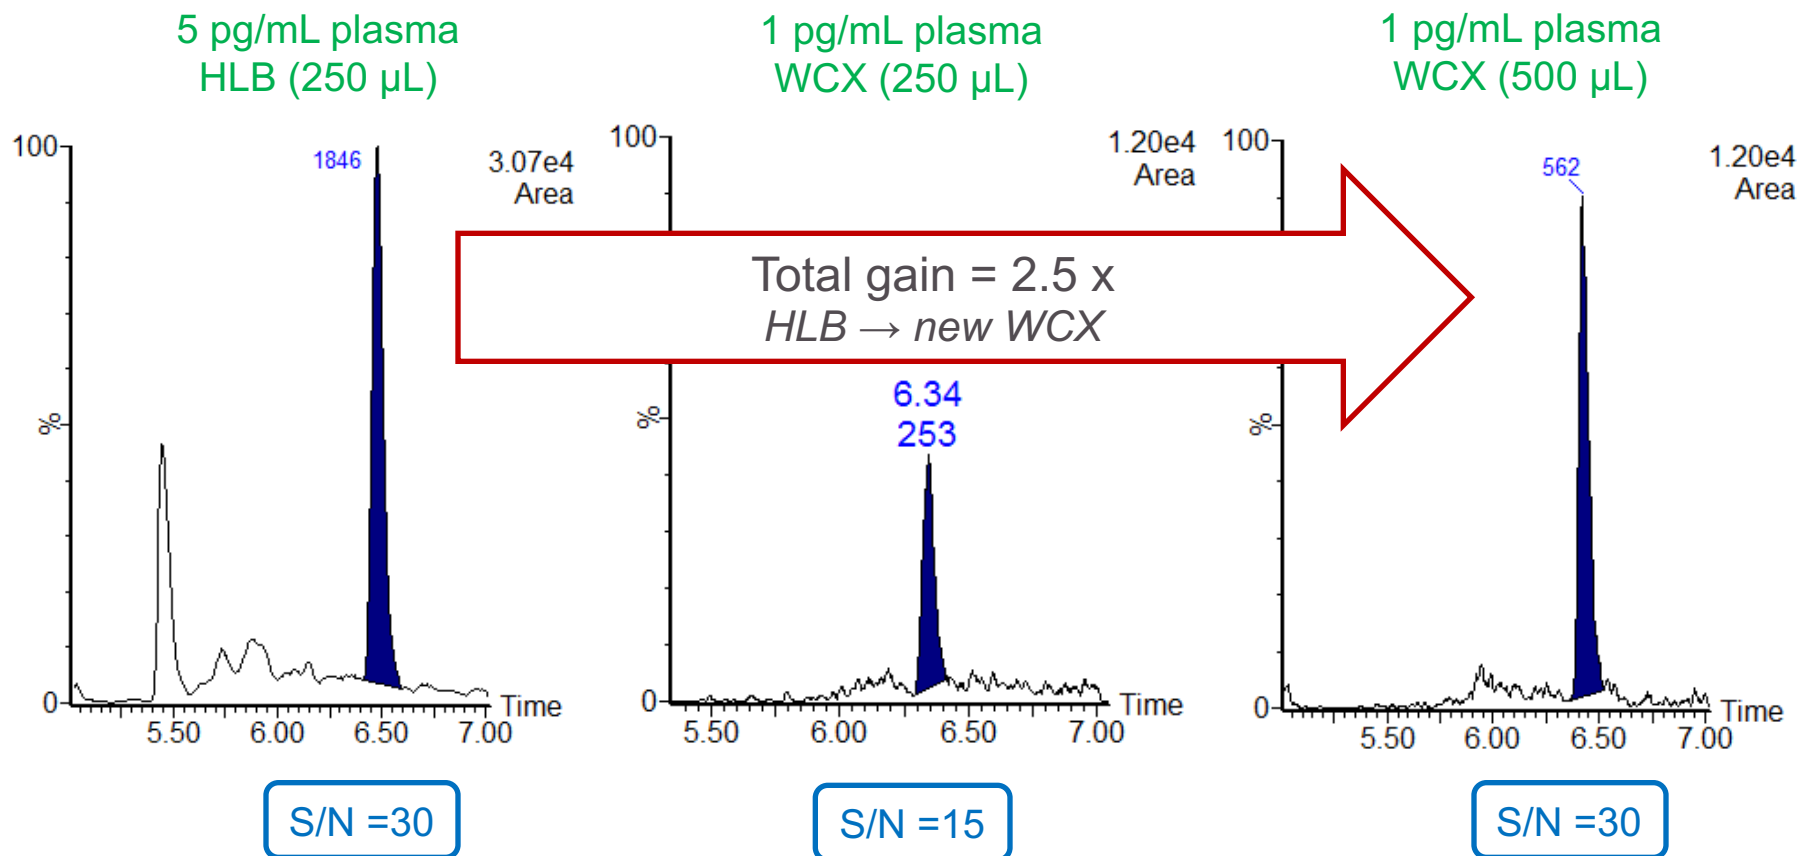 5 pg/mL plasma
HLB (250 µL)
1 pg/mL plasma
WCX (250 µL)
1 pg/mL plasma
WCX (500 µL)
100
1846
3.07e4
Area
%
0
5.50 6.00 6.50 7.00
Time
100
1.20e4
Area
6.34
253
%
0
5.50 6.00 6.50 7.00
Time
100
562
1.20e4
Area
%
0
5.50 6.00 6.50 7.00
Time
Total gain = 2.5 x
HLB → new WCX
S/N =30
S/N =15
S/N =30